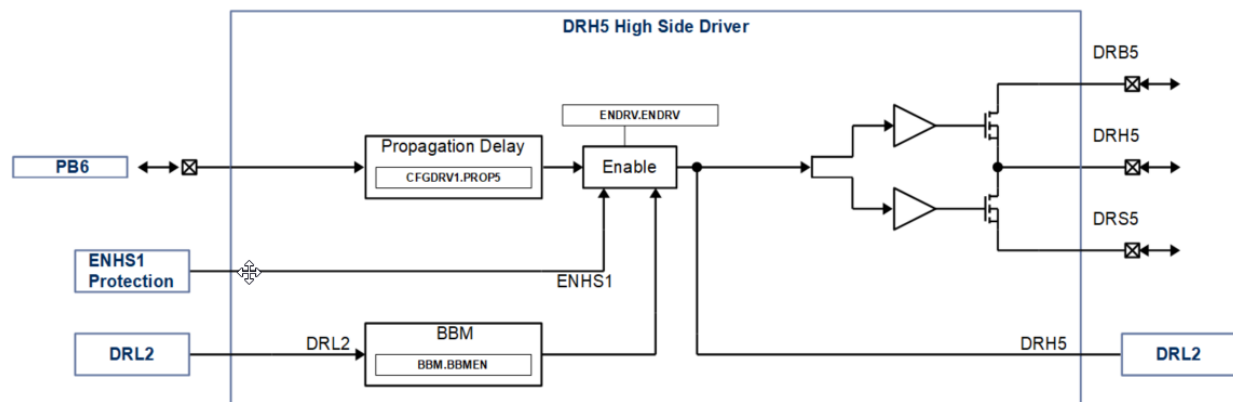 DRH5 High Side Driver
DRB5
ENDRV.ENDRV
Propagation Delay
DRH5
PB6
CFGDRV1.PROP5
Enable
DRS5
ENHS1
Protection
ENHS1
BBM
DRL2
DRL2
BBM.BBMEN
DRH5
DRL2